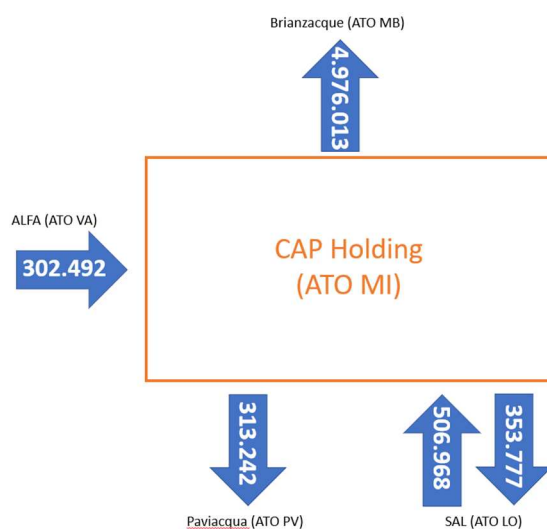 Brianzacque (ATO MB)
4.976.013
ALFA (ATO VA)
302.492
CAP Holding
(ATO MI)
313.242
506.968
353.777
Paviacqua (ATO PV)
SAL (ATO LO)